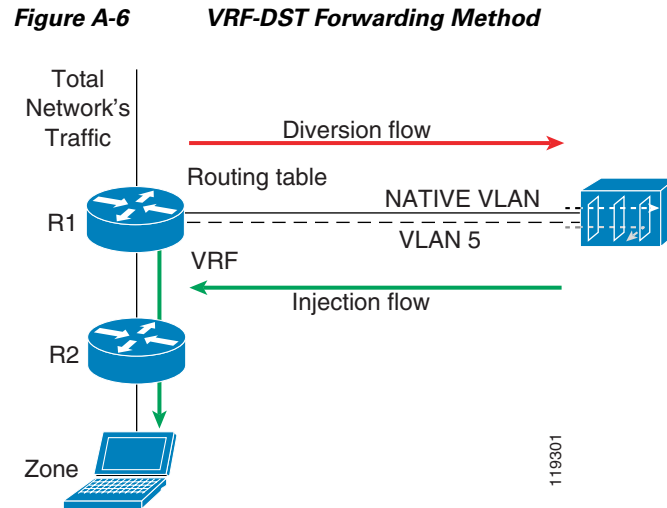 Figure A-6 VRF-DST Forwarding Method
Total
Network's
Traffic
Diversion flow
Routing table
NATIVE VLAN
R1
VLAN 5
VRF
Injection flow
R2
Zone
119301